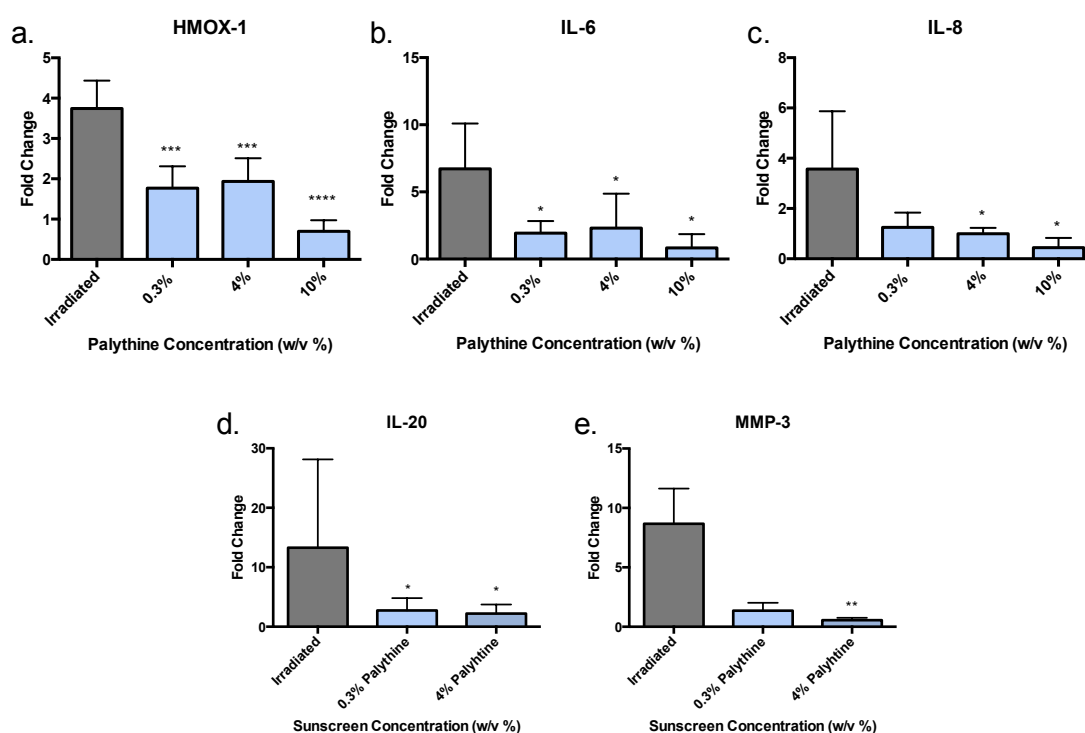 a.
HMOX-1
Fold Change
5
4
3
2
1
0
***
***
****
Irradiated
0.3%
4%
10%
Palythine Concentration (w/v %)
b.
IL-6
Fold Change
15
10
5
0
*
*
*
Irradiated
0.3%
4%
10%
Palythine Concentration (w/v %)
c.
IL-8
Fold Change
8
6
4
2
0
*
*
Irradiated
0.3%
4%
10%
Palythine Concentration (w/v %)
d.
IL-20
Fold Change
30
20
10
0
*
*
Irradiated
0.3% Palythine
4% Palyhtine
Sunscreen Concentration (w/v %)
e.
MMP-3
Fold Change
15
10
5
0
**
Irradiated
0.3% Palythine
4% Palyhtine
Sunscreen Concentration (w/v %)